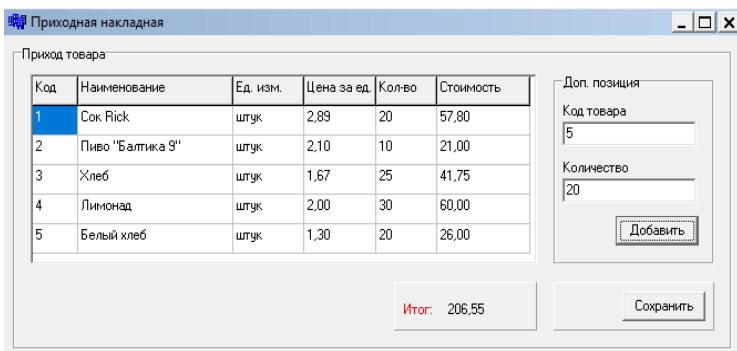 Приходная накладная
Приход товара
Код Наименование Ед. изм. Цена за ед. Кол-во Стоимость
1 Сок Rick штук 2,89 20 57,80
2 Пиво "Балтика 9" штук 2,10 10 21,00
3 Хлеб штук 1,67 25 41,75
4 Лимонад штук 2,00 30 60,00
5 Белый хлеб штук 1,30 20 26,00
Доп. позиция
Код товара
5
Количество
20
Добавить
Итог: 206,55
Сохранить